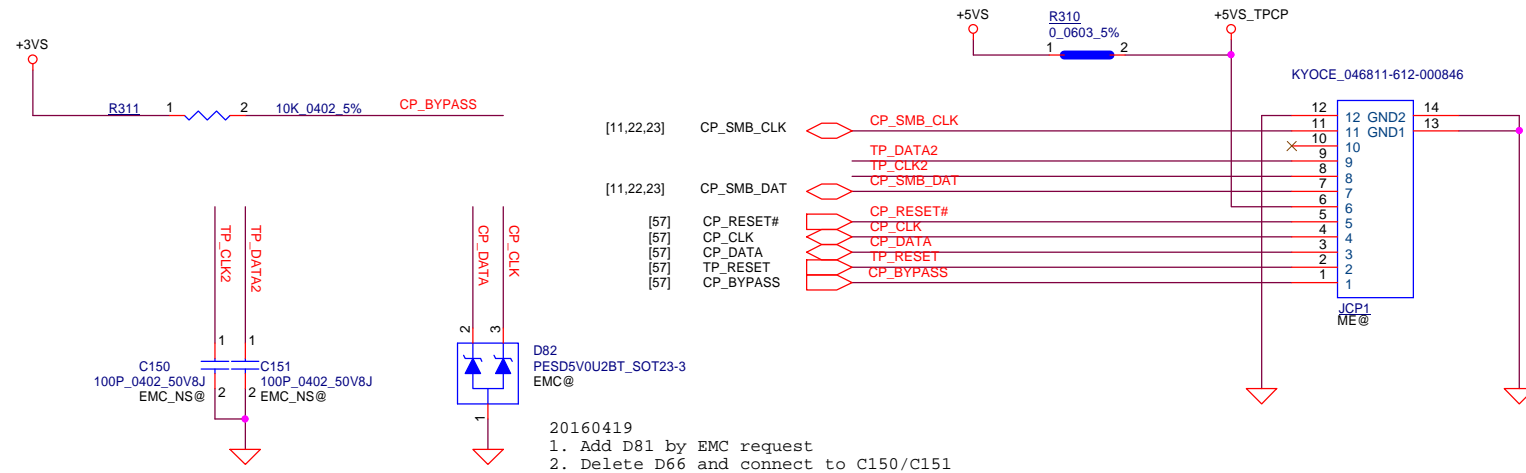 +5VS R310 +5VS_TPCP
0_0603_5%
1 2
+3VS
KYOCE_046811-612-000846
R311 1 2 10K_0402_5% CP_BYPASS
12 12 GND2 14
[11,22,23] CP_SMB_CLK CP_SMB_CLK 11 11 GND1 13
10 10
TP_DATA2 9 9
TP_CLK2 8 8
[11,22,23] CP_SMB_DAT CP_SMB_DAT 7 7
6 6
[57] CP_RESET# CP_RESET# 5 5
[57] CP_CLK CP_CLK 4 4
[57] CP_DATA CP_DATA 3 3
[57] TP_RESET TP_RESET 2 2
[57] CP_BYPASS CP_BYPASS 1 1
JCP1
ME@
TP_CLK2
TP_DATA2
CP_DATA
CP_CLK
1 1
C150 C151
100P_0402_50V8J 100P_0402_50V8J
EMC_NS@ 2 2 EMC_NS@
2 3
D82
PESD5V0U2BT_SOT23-3
EMC@
1
20160419
1. Add D81 by EMC request
2. Delete D66 and connect to C150/C151